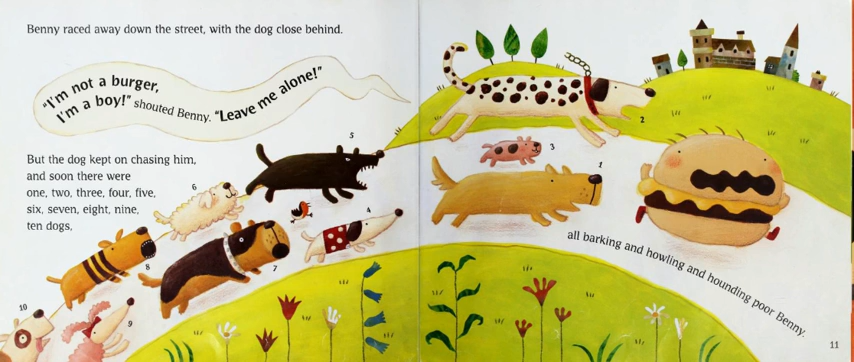 Benny raced away down the street, with the dog close behind.
"I'm not a burger,
I'm a boy!" shouted Benny. "Leave me alone!"
But the dog kept on chasing him,
and soon there were
one, two, three, four, five,
six, seven, eight, nine,
ten dogs,
5
6
4
8
7
10
9
2
3
1
all barking and howling and hounding poor Benny.
11